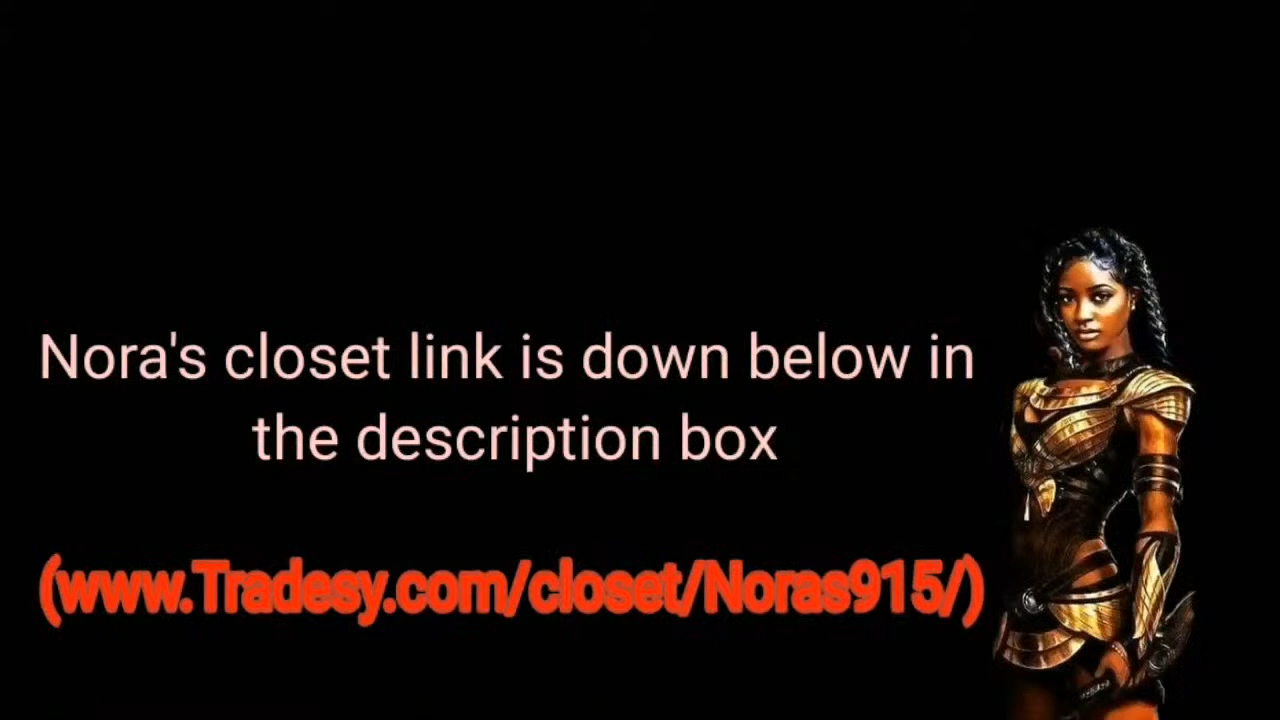 Nora's closet link is down below in
the description box
(www.Tradesy.com/closet/Noras915/)